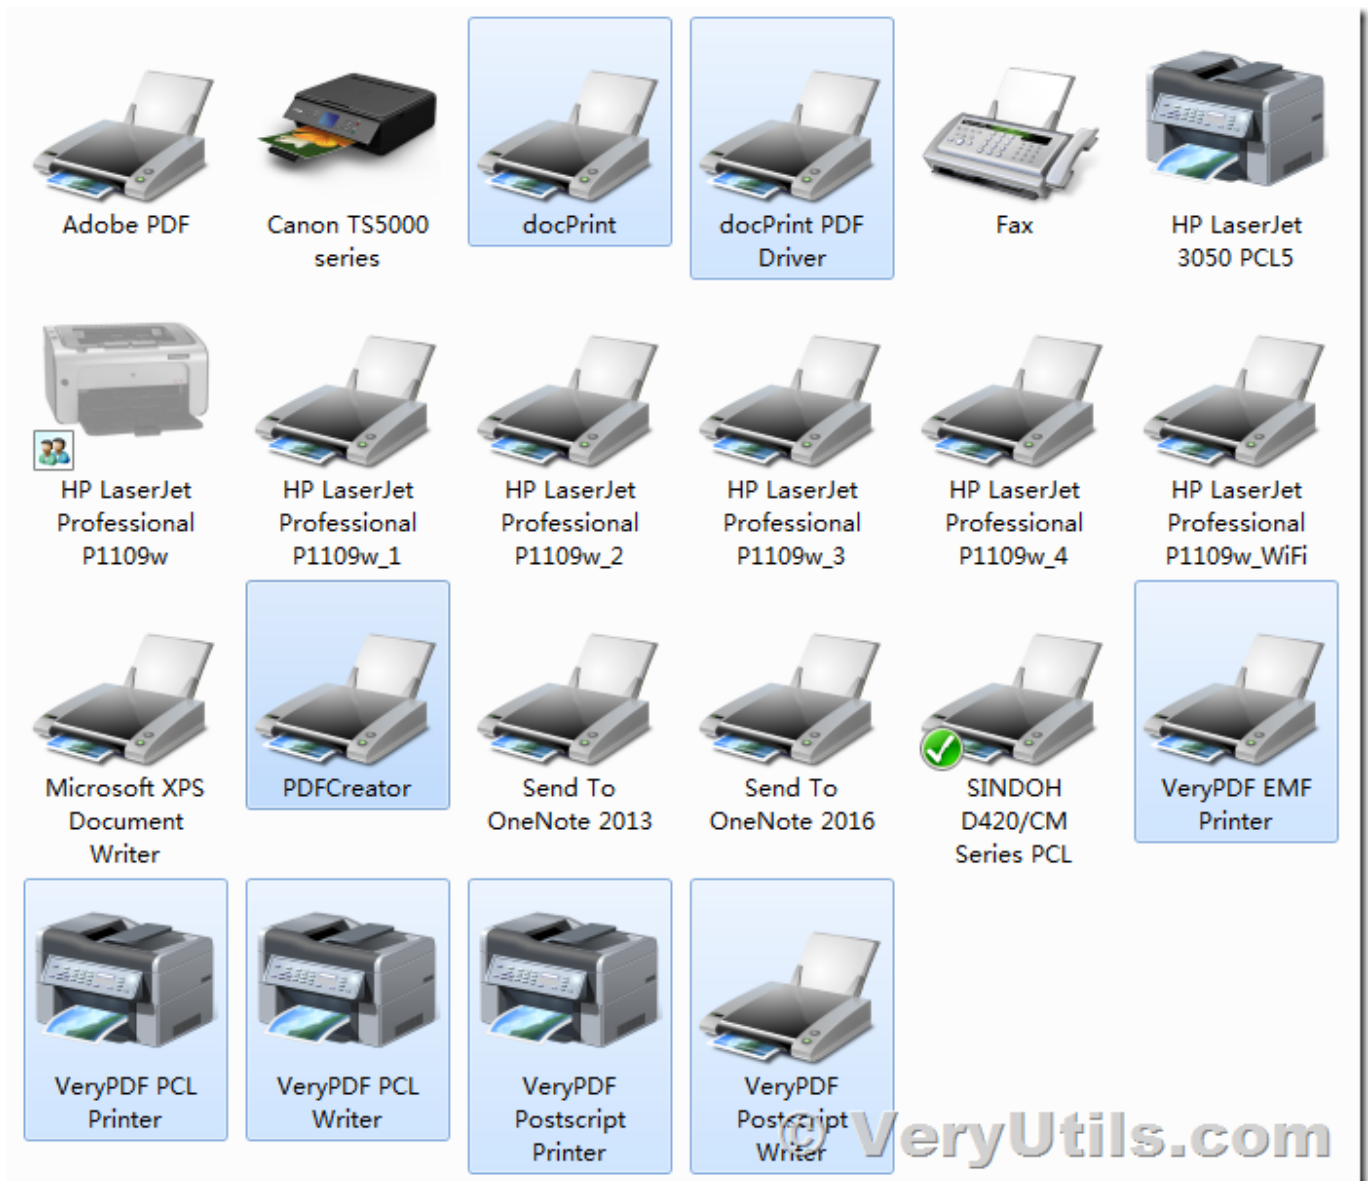 Adobe PDF
Canon TS5000
series
docPrint
docPrint PDF
Driver
Fax
HP LaserJet
3050 PCL5
HP LaserJet
Professional
P1109w
HP LaserJet
Professional
P1109w_1
HP LaserJet
Professional
P1109w_2
HP LaserJet
Professional
P1109w_3
HP LaserJet
Professional
P1109w_4
HP LaserJet
Professional
P1109w_WiFi
Microsoft XPS
Document
Writer
PDFCreator
Send To
OneNote 2013
Send To
OneNote 2016
SINDOH
D420/CM
Series PCL
VeryPDF EMF
Printer
VeryPDF PCL
Printer
VeryPDF PCL
Writer
VeryPDF
Postscript
Printer
VeryPDF
Postscript
Writer
© VeryUtils.com